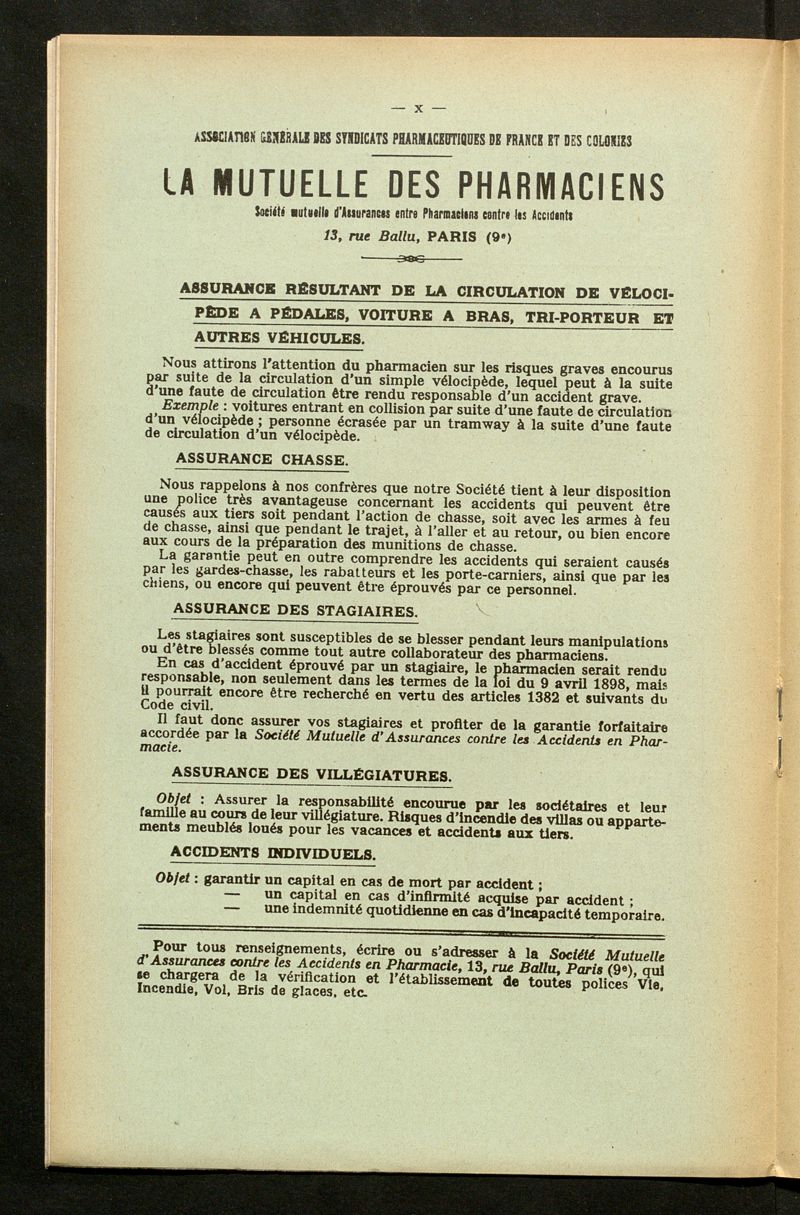 — X —
ASSOCIATION GÉNÉRALE DES SYNDICATS PHARMACEUTIQUES DE FRANCE ET DES COLONIES
LA MUTUELLE DES PHARMACIENS
Société mutuelle d'Assurances entre Pharmaciens contre les Accidents
13, rue Ballu, PARIS (9e)
ASSURANCE RÉSULTANT DE LA CIRCULATION DE VÉLOCI-
PÈDE A PÉDALES, VOITURE A BRAS, TRI-PORTEUR ET
AUTRES VÉHICULES.
Nous attirons l'attention du pharmacien sur les risques graves encourus
par suite de la circulation d'un simple vélocipède, lequel peut à la suite
d'une faute de circulation être rendu responsable d'un accident grave.
Exemple : voitures entrant en collision par suite d'une faute de circulation
d'un vélocipède ; personne écrasée par un tramway à la suite d'une faute
de circulation d'un vélocipède.
ASSURANCE CHASSE.
Nous rappelons à nos confrères que notre Société tient à leur disposition
une police très avantageuse concernant les accidents qui peuvent être
causés aux tiers soit pendant l'action de chasse, soit avec les armes à feu
de chasse, ainsi que pendant le trajet, à l'aller et au retour, ou bien encore
aux cours de la préparation des munitions de chasse.
La garantie peut en outre comprendre les accidents qui seraient causés
par les gardes-chasse, les rabatteurs et les porte-carniers, ainsi que par les
chiens, ou encore qui peuvent être éprouvés par ce personnel.
ASSURANCE DES STAGIAIRES.
Les stagiaires sont susceptibles de se blesser pendant leurs manipulations
ou d'être blessés comme tout autre collaborateur des pharmaciens.
En cas d'accident éprouvé par un stagiaire, le pharmacien serait rendu
responsable, non seulement dans les termes de la loi du 9 avril 1898, mais
il pourrait encore être recherché en vertu des articles 1382 et suivants du
Code civil.
Il faut donc assurer vos stagiaires et profiter de la garantie forfaitaire
accordée par la Société Mutuelle d'Assurances contre les Accidents en Phar-
macie.
ASSURANCE DES VILLÉGIATURES.
Objet : Assurer la responsabilité encourue par les sociétaires et leur
famille au cours de leur villégiature. Risques d'incendie des villas ou apparte-
ments meublés loués pour les vacances et accidents aux tiers.
ACCIDENTS INDIVIDUELS.
Objet : garantir un capital en cas de mort par accident ;
— un capital en cas d'infirmité acquise par accident ;
— une indemnité quotidienne en cas d'incapacité temporaire.
Pour tous renseignements, écrire ou s'adresser à la Société Mutuelle
d'Assurances contre les Accidents en Pharmacie, 13, rue Ballu, Paris (9e), qui
se chargera de la vérification et l'établissement de toutes polices Vie,
Incendie, Vol, Bris de glaces, etc.